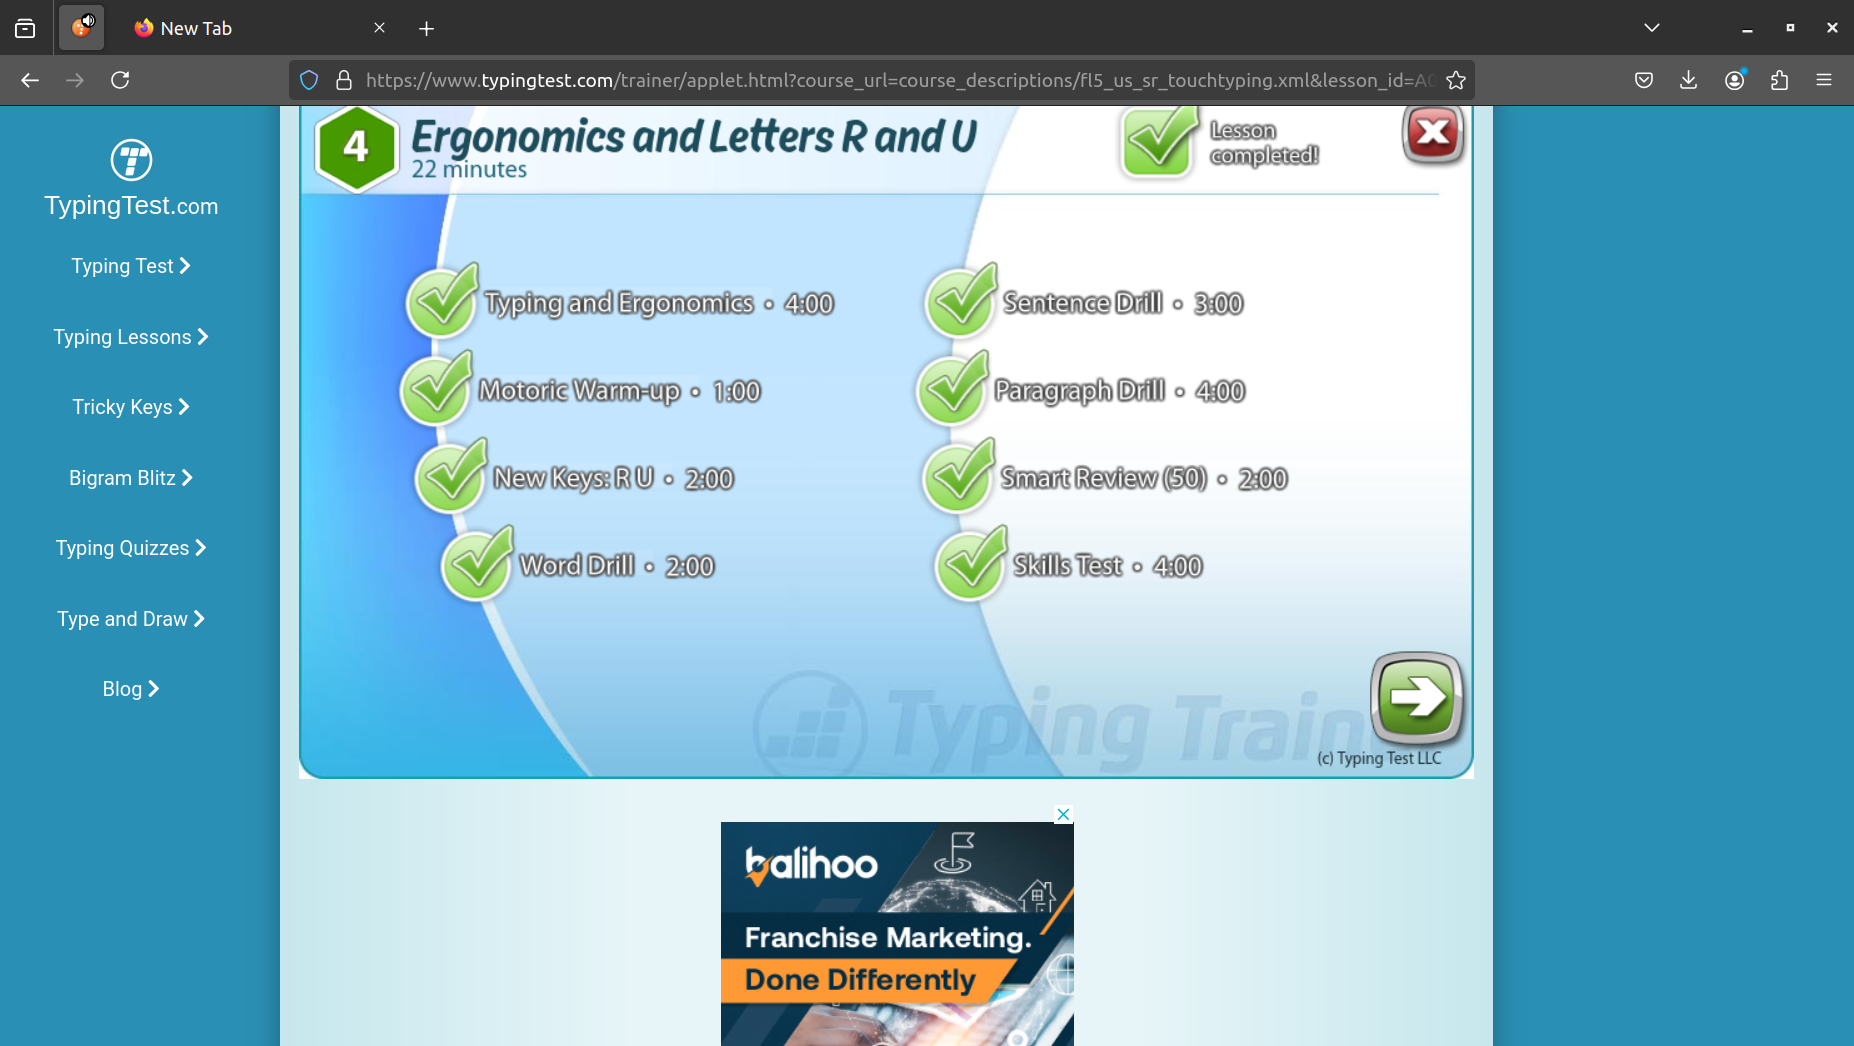 New Tab
https://www.typingtest.com/trainer/applet.html?course_url=course_descriptions/fl5_us_sr_touchtyping.xml&lesson_id=A
4
Ergonomics and Letters R and U
22 minutes
Lesson
completed!
TypingTest.com
Typing Test
Typing Lessons
Tricky Keys
Bigram Blitz
Typing Quizzes
Type and Draw
Blog
Typing and Ergonomics • 4:00
Motoric Warm-up • 1:00
New Keys: R U • 2:00
Word Drill • 2:00
Sentence Drill • 3:00
Paragraph Drill • 4:00
Smart Review (50) • 2:00
Skills Test • 4:00
Typing Train
(c) Typing Test LLC
balihoo
Franchise Marketing.
Done Differently